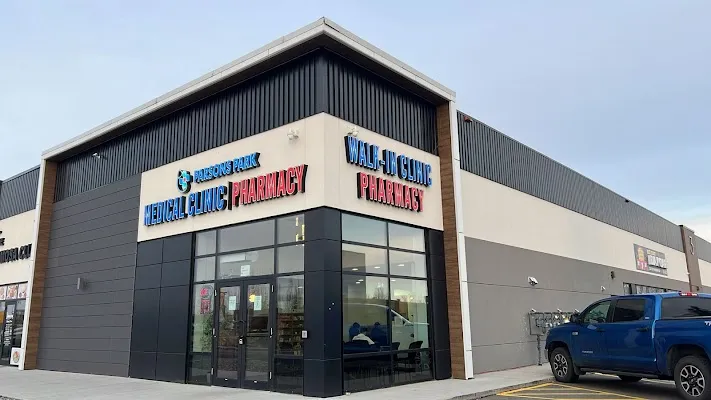 PARSONS PARK
MEDICAL CLINIC | PHARMACY
WALK-IN CLINIC
PHARMACY